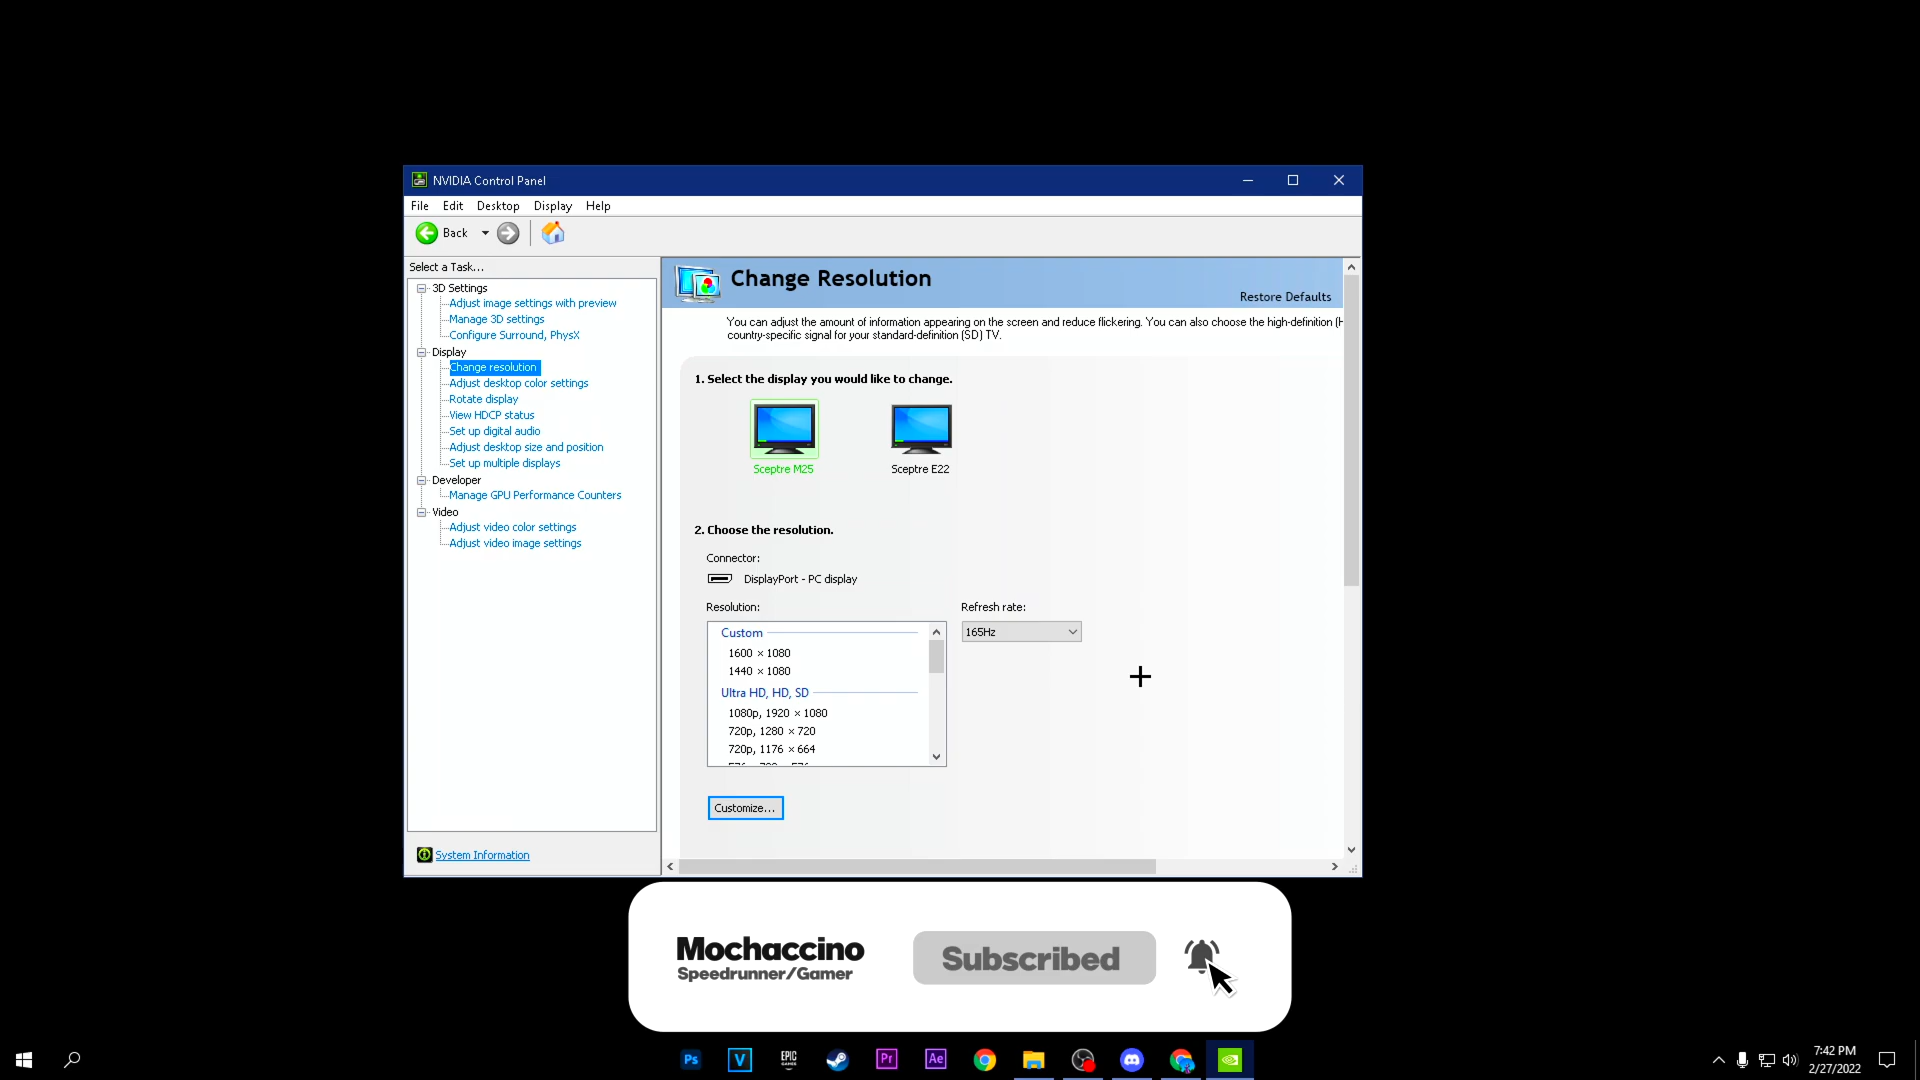 NVIDIA Control Panel
File Edit Desktop Display Help
Back
Select a Task...
3D Settings
Adjust image settings with preview
Manage 3D settings
Configure Surround, PhysX
Display
Change resolution
Adjust desktop color settings
Rotate display
View HDCP status
Set up digital audio
Adjust desktop size and position
Set up multiple displays
Developer
Manage GPU Performance Counters
Video
Adjust video color settings
Adjust video image settings
System Information
Change Resolution
Restore Defaults
You can adjust the amount of information appearing on the screen and reduce flickering. You can also choose the high-definition (H
country-specific signal for your standard-definition (SD) TV.
1. Select the display you would like to change.
Sceptre M25
Sceptre E22
2. Choose the resolution.
Connector:
DisplayPort - PC display
Resolution:
Refresh rate:
Custom
1600 × 1080
1440 × 1080
Ultra HD, HD, SD
1080p, 1920 × 1080
720p, 1280 × 720
720p, 1176 × 664
165Hz
Customize...
Mochaccino
Speedrunner/Gamer
Subscribed
Ps
V
EPIC
GAMES
Pr
Ae
7:42 PM
2/27/2022